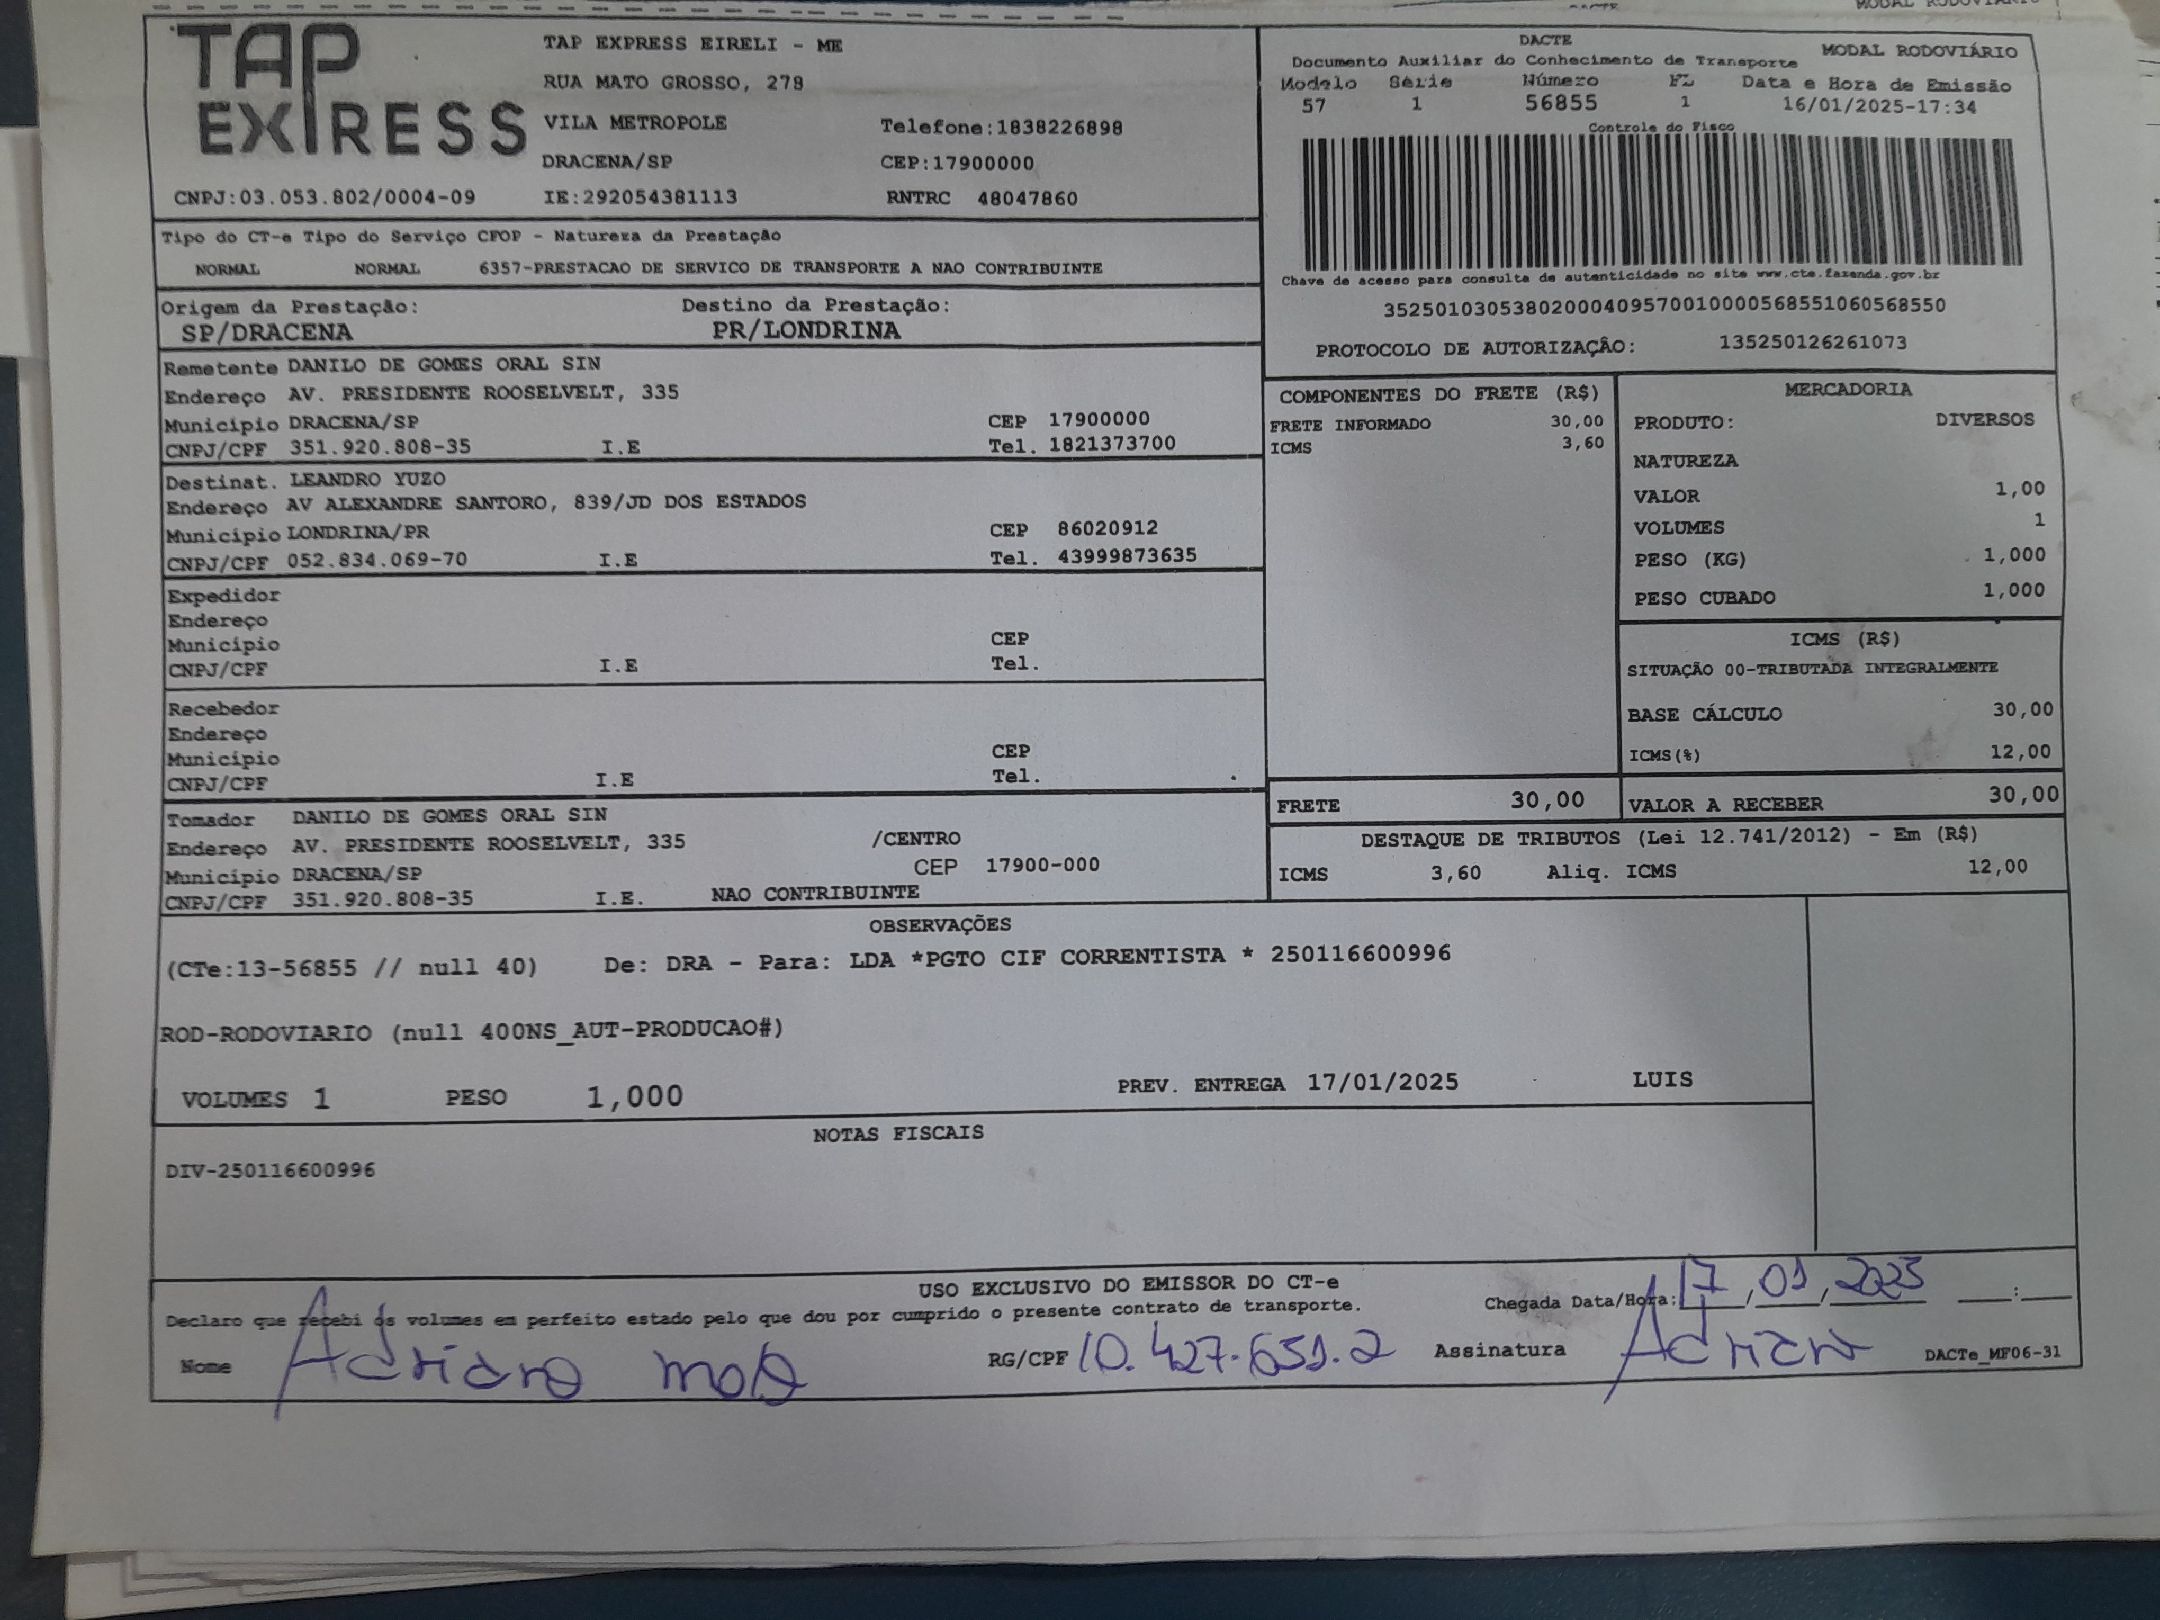 TAP EXPRESS
TAP EXPRESS EIRELI - ME
RUA MATO GROSSO, 278
VILA METROPOLE Telefone:1838226898
DRACENA/SP CEP:17900000
CNPJ:03.053.802/0004-09 IE:292054381113 RNTRC 48047860
DACTE MODAL RODOVIÁRIO
Documento Auxiliar do Conhecimento de Transporte
Modelo Série Número FL Data e Hora de Emissão
57 1 56855 1 16/01/2025-17:34
Controle do Fisco
Chave de acesso para consulta de autenticidade no site www.cte.fazenda.gov.br
35250103053802000409570010000568551060568550
PROTOCOLO DE AUTORIZAÇÃO: 135250126261073
Tipo do CT-e Tipo do Serviço CFOP - Natureza da Prestação
NORMAL NORMAL 6357-PRESTACAO DE SERVICO DE TRANSPORTE A NAO CONTRIBUINTE
Origem da Prestação: Destino da Prestação:
SP/DRACENA PR/LONDRINA
Remetente DANILO DE GOMES ORAL SIN
Endereço AV. PRESIDENTE ROOSELVELT, 335
Município DRACENA/SP CEP 17900000
CNPJ/CPF 351.920.808-35 I.E Tel. 1821373700
Destinat. LEANDRO YUZO
Endereço AV ALEXANDRE SANTORO, 839/JD DOS ESTADOS
Município LONDRINA/PR CEP 86020912
CNPJ/CPF 052.834.069-70 I.E Tel. 43999873635
Expedidor
Endereço
Município CEP
CNPJ/CPF I.E Tel.
Recebedor
Endereço
Município CEP
CNPJ/CPF I.E Tel.
Tomador DANILO DE GOMES ORAL SIN
Endereço AV. PRESIDENTE ROOSELVELT, 335 /CENTRO
Município DRACENA/SP CEP 17900-000
CNPJ/CPF 351.920.808-35 I.E. NAO CONTRIBUINTE
COMPONENTES DO FRETE (R$)
FRETE INFORMADO 30,00
ICMS 3,60
MERCADORIA
PRODUTO: DIVERSOS
NATUREZA
VALOR 1,00
VOLUMES 1
PESO (KG) 1,000
PESO CUBADO 1,000
ICMS (R$)
SITUAÇÃO 00-TRIBUTADA INTEGRALMENTE
BASE CÁLCULO 30,00
ICMS(%) 12,00
FRETE 30,00 VALOR A RECEBER 30,00
DESTAQUE DE TRIBUTOS (Lei 12.741/2012) - Em (R$)
ICMS 3,60 Aliq. ICMS 12,00
OBSERVAÇÕES
(CTe:13-56855 // null 40) De: DRA - Para: LDA *PGTO CIF CORRENTISTA * 250116600996
ROD-RODOVIARIO (null 400NS_AUT-PRODUCAO#)
VOLUMES 1 PESO 1,000 PREV. ENTREGA 17/01/2025 LUIS
NOTAS FISCAIS
DIV-250116600996
USO EXCLUSIVO DO EMISSOR DO CT-e
Declaro que recebi os volumes em perfeito estado pelo que dou por cumprido o presente contrato de transporte. Chegada Data/Hora: 17/01/2025 :
Nome Adriana RG/CPF 10.427.651.2 Assinatura Adriana DACTe_MF06-31